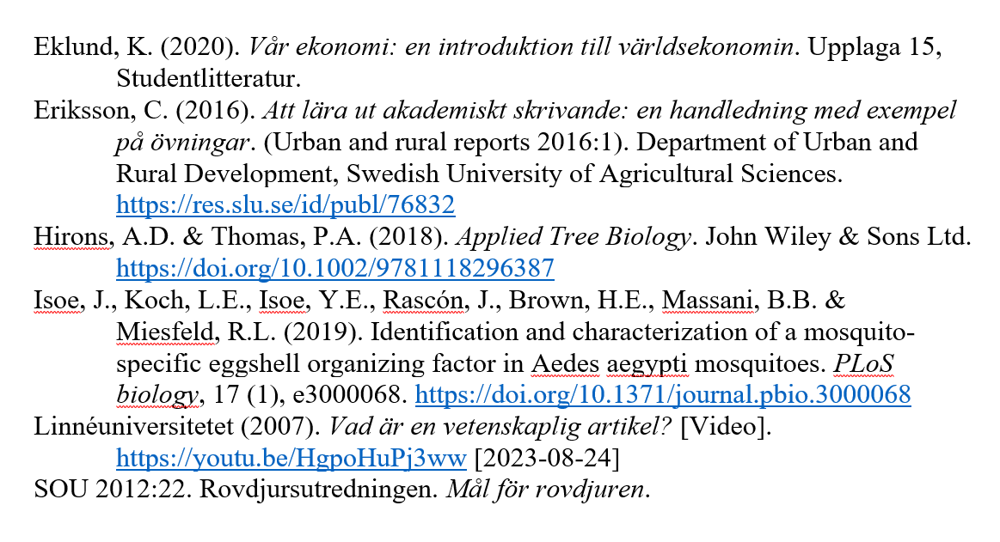 Eklund, K. (2020). Vår ekonomi: en introduktion till världsekonomin. Upplaga 15,
Studentlitteratur.
Eriksson, C. (2016). Att lära ut akademiskt skrivande: en handledning med exempel
på övningar. (Urban and rural reports 2016:1). Department of Urban and
Rural Development, Swedish University of Agricultural Sciences.
https://res.slu.se/id/publ/76832
Hirons, A.D. & Thomas, P.A. (2018). Applied Tree Biology. John Wiley & Sons Ltd.
https://doi.org/10.1002/9781118296387
Isoe, J., Koch, L.E., Isoe, Y.E., Rascón, J., Brown, H.E., Massani, B.B. &
Miesfeld, R.L. (2019). Identification and characterization of a mosquito-
specific eggshell organizing factor in Aedes aegypti mosquitoes. PLoS
biology, 17 (1), e3000068. https://doi.org/10.1371/journal.pbio.3000068
Linnéuniversitetet (2007). Vad är en vetenskaplig artikel? [Video].
https://youtu.be/HgpoHuPj3ww [2023-08-24]
SOU 2012:22. Rovdjursutredningen. Mål för rovdjuren.